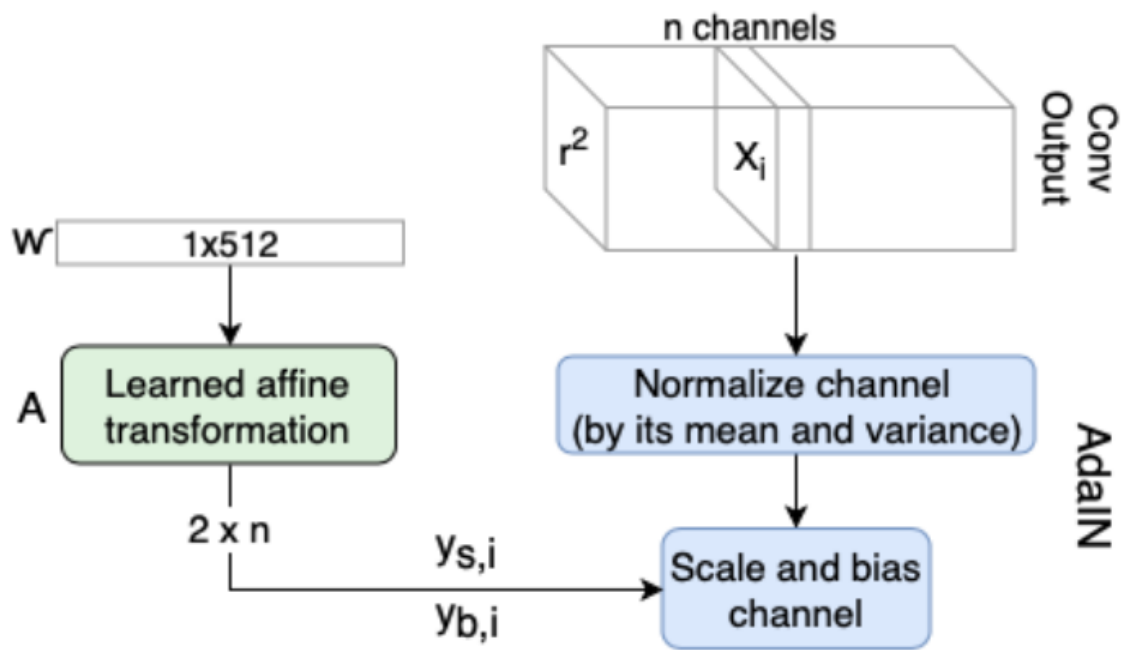 n channels
r²
Xᵢ
Conv
Output
w
1x512
A
Learned affine
transformation
Normalize channel
(by its mean and variance)
AdaIN
2 x n
yₛ,ᵢ
y_b,i
Scale and bias
channel